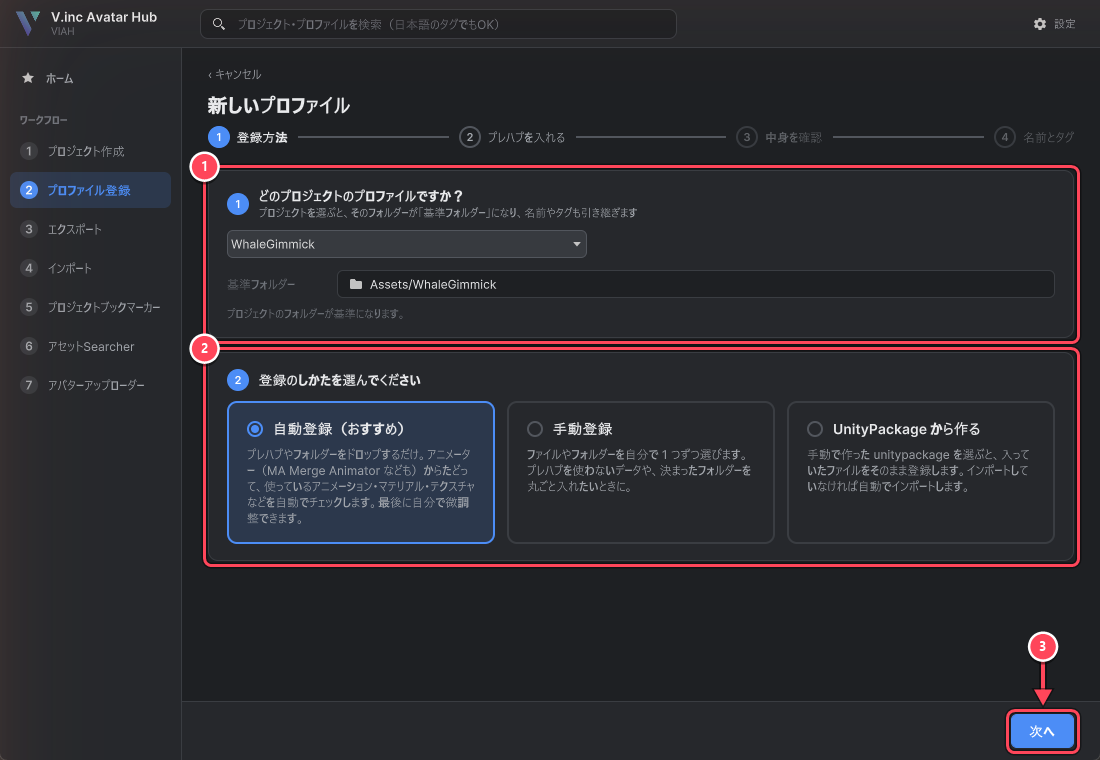 V.inc Avatar Hub
VIAH
プロジェクト・プロファイルを検索（日本語のタグでもOK）
設定
ホーム
ワークフロー
1 プロジェクト作成
2 プロファイル登録
3 エクスポート
4 インポート
5 プロジェクトブックマーカー
6 アセットSearcher
7 アバターアップローダー
‹ キャンセル
新しいプロファイル
1 登録方法
2 プレハブを入れる
3 中身を確認
4 名前とタグ
1
1 どのプロジェクトのプロファイルですか？
プロジェクトを選ぶと、そのフォルダーが「基準フォルダー」になり、名前やタグも引き継ぎます
WhaleGimmick
基準フォルダー
Assets/WhaleGimmick
プロジェクトのフォルダーが基準になります。
2
2 登録のしかたを選んでください
自動登録（おすすめ）
プレハブやフォルダーをドロップするだけ。アニメータ
ー（MA Merge Animator なども）からたどっ
て、使っているアニメーション・マテリアル・テクスチャ
などを自動でチェックします。最後に自分で微調
整できます。
手動登録
ファイルやフォルダーを自分で 1 つずつ選びます。
プレハブを使わないデータや、決まったフォルダーを
丸ごと入れたいときに。
UnityPackage から作る
手動で作った unitypackage を選ぶと、入って
いたファイルをそのまま登録します。インポートして
いなければ自動でインポートします。
3
次へ